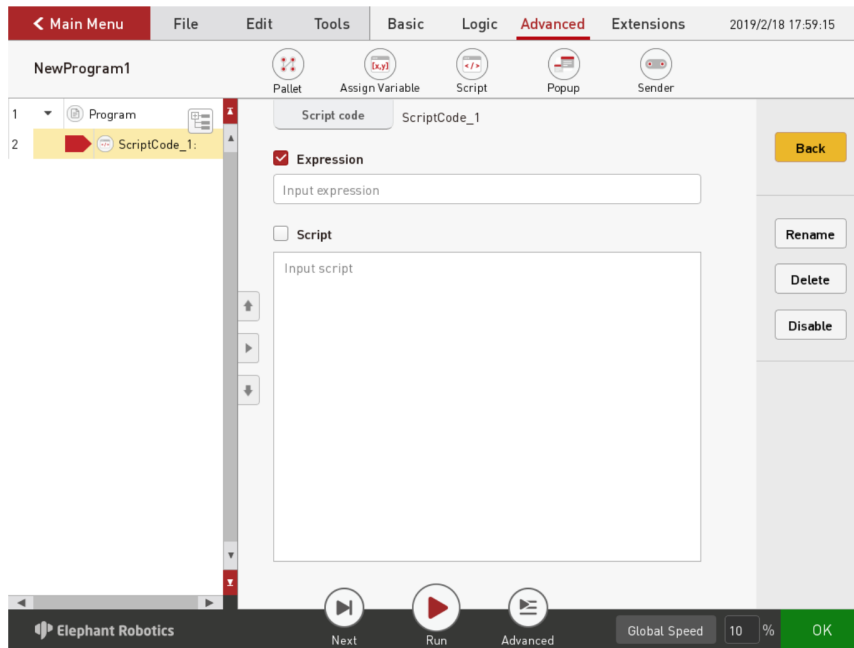 Main Menu File Edit Tools Basic Logic Advanced Extensions 2019/2/18 17:59:15
NewProgram1
[x,y] </>
Pallet Assign Variable Script Popup Sender
1 Program
2 ScriptCode_1:
Script code ScriptCode_1
Expression
Input expression
Script
Input script
Back
Rename
Delete
Disable
Elephant Robotics
Next Run Advanced
Global Speed 10 % OK